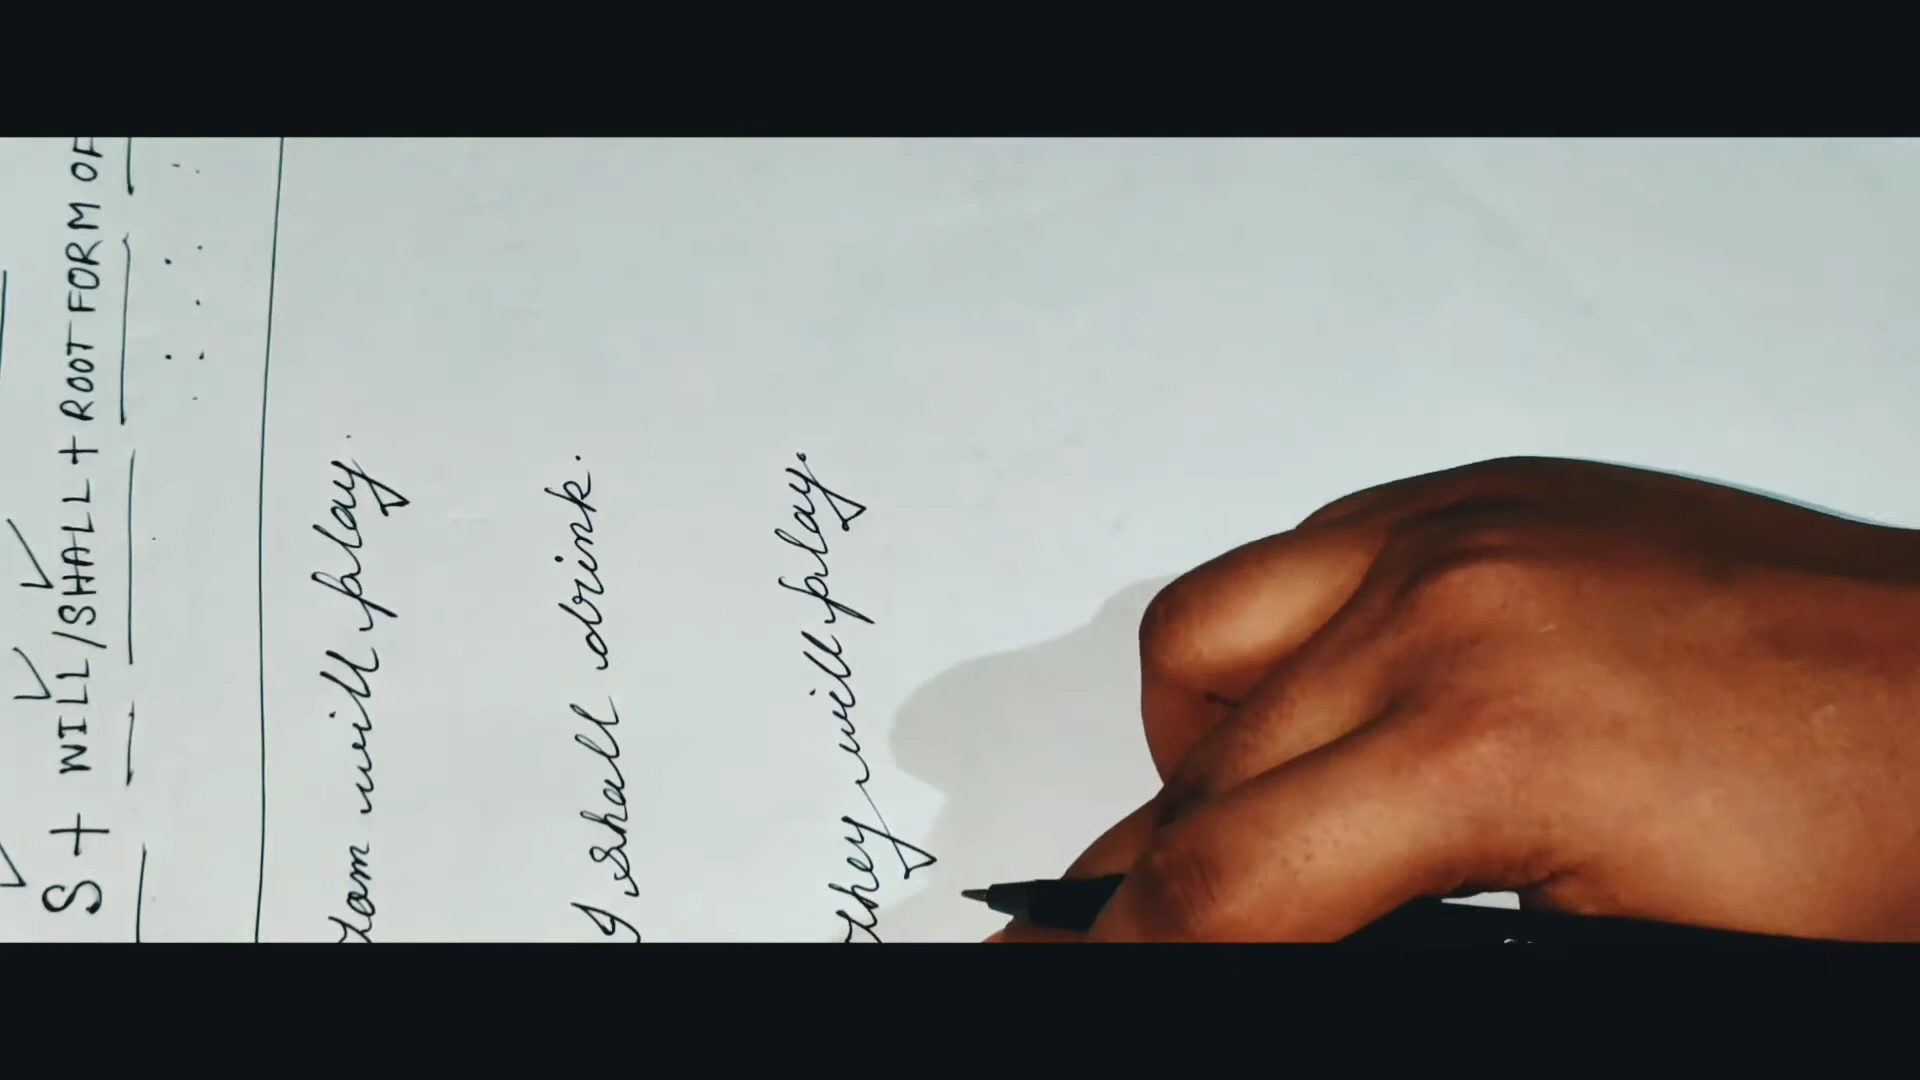 S + WILL/SHALL + ROOT FORM OF
Tom will play.
I shall drink.
They will play.